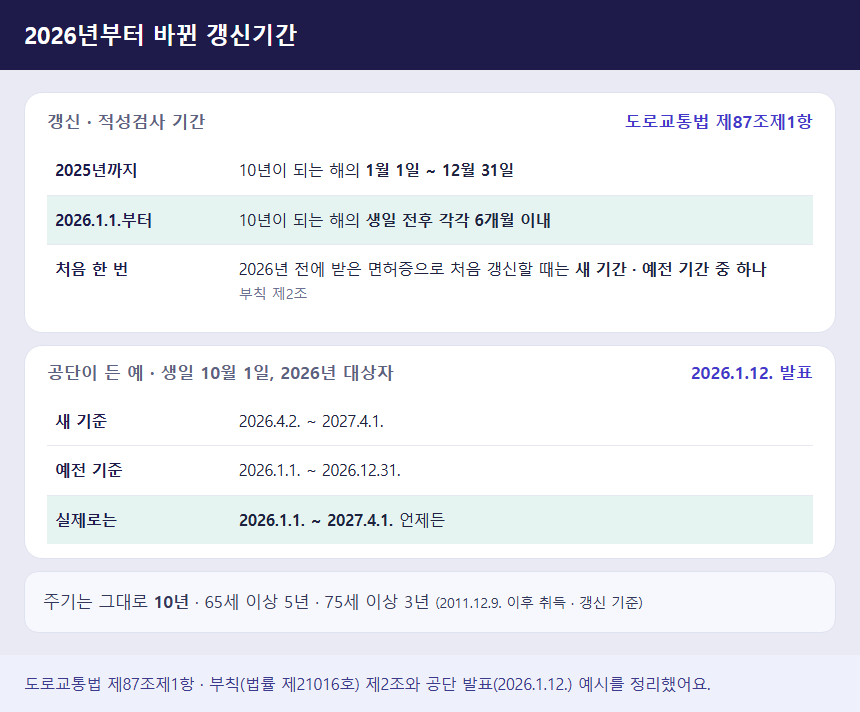 2026년부터 바뀐 갱신기간
갱신 · 적성검사 기간
도로교통법 제87조제1항
2025년까지
10년이 되는 해의 1월 1일 ~ 12월 31일
2026.1.1.부터
10년이 되는 해의 생일 전후 각각 6개월 이내
처음 한 번
2026년 전에 받은 면허증으로 처음 갱신할 때는 새 기간 · 예전 기간 중 하나
부칙 제2조
공단이 든 예 · 생일 10월 1일, 2026년 대상자
2026.1.12. 발표
새 기준
2026.4.2. ~ 2027.4.1.
예전 기준
2026.1.1. ~ 2026.12.31.
실제로는
2026.1.1. ~ 2027.4.1. 언제든
주기는 그대로 10년 · 65세 이상 5년 · 75세 이상 3년 (2011.12.9. 이후 취득 · 갱신 기준)
도로교통법 제87조제1항 · 부칙(법률 제21016호) 제2조와 공단 발표(2026.1.12.) 예시를 정리했어요.